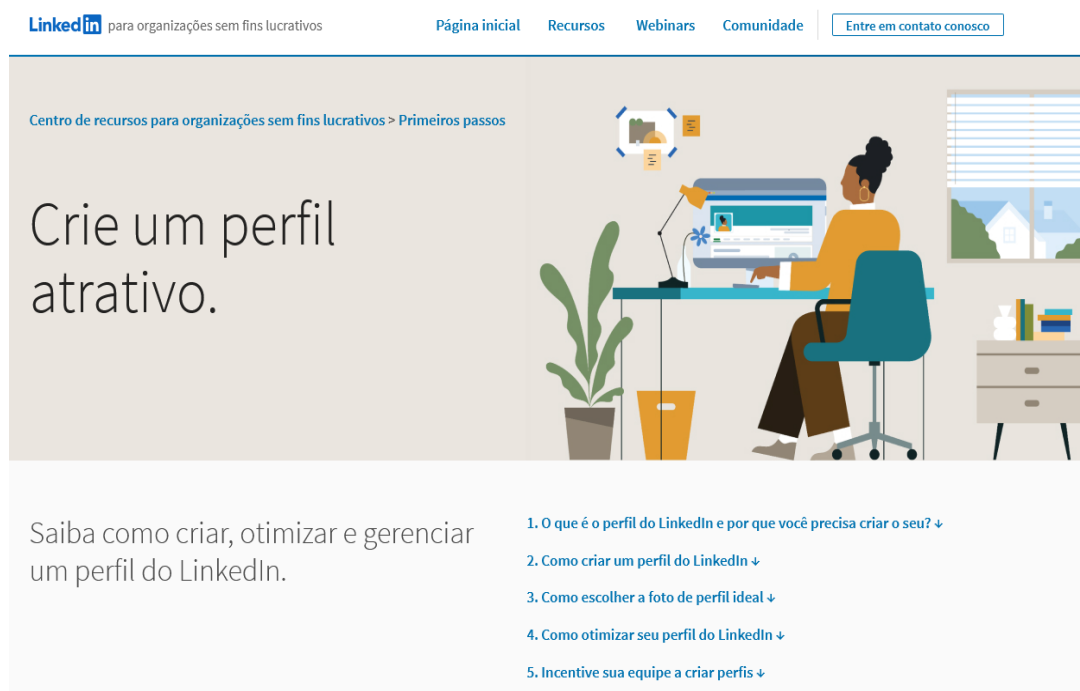 Linked in para organizações sem fins lucrativos
Página inicial
Recursos
Webinars
Comunidade
Entre em contato conosco
Centro de recursos para organizações sem fins lucrativos > Primeiros passos
Crie um perfil
atrativo.
Saiba como criar, otimizar e gerenciar
um perfil do LinkedIn.
1. O que é o perfil do LinkedIn e por que você precisa criar o seu? ↓
2. Como criar um perfil do LinkedIn ↓
3. Como escolher a foto de perfil ideal ↓
4. Como otimizar seu perfil do LinkedIn ↓
5. Incentive sua equipe a criar perfis ↓